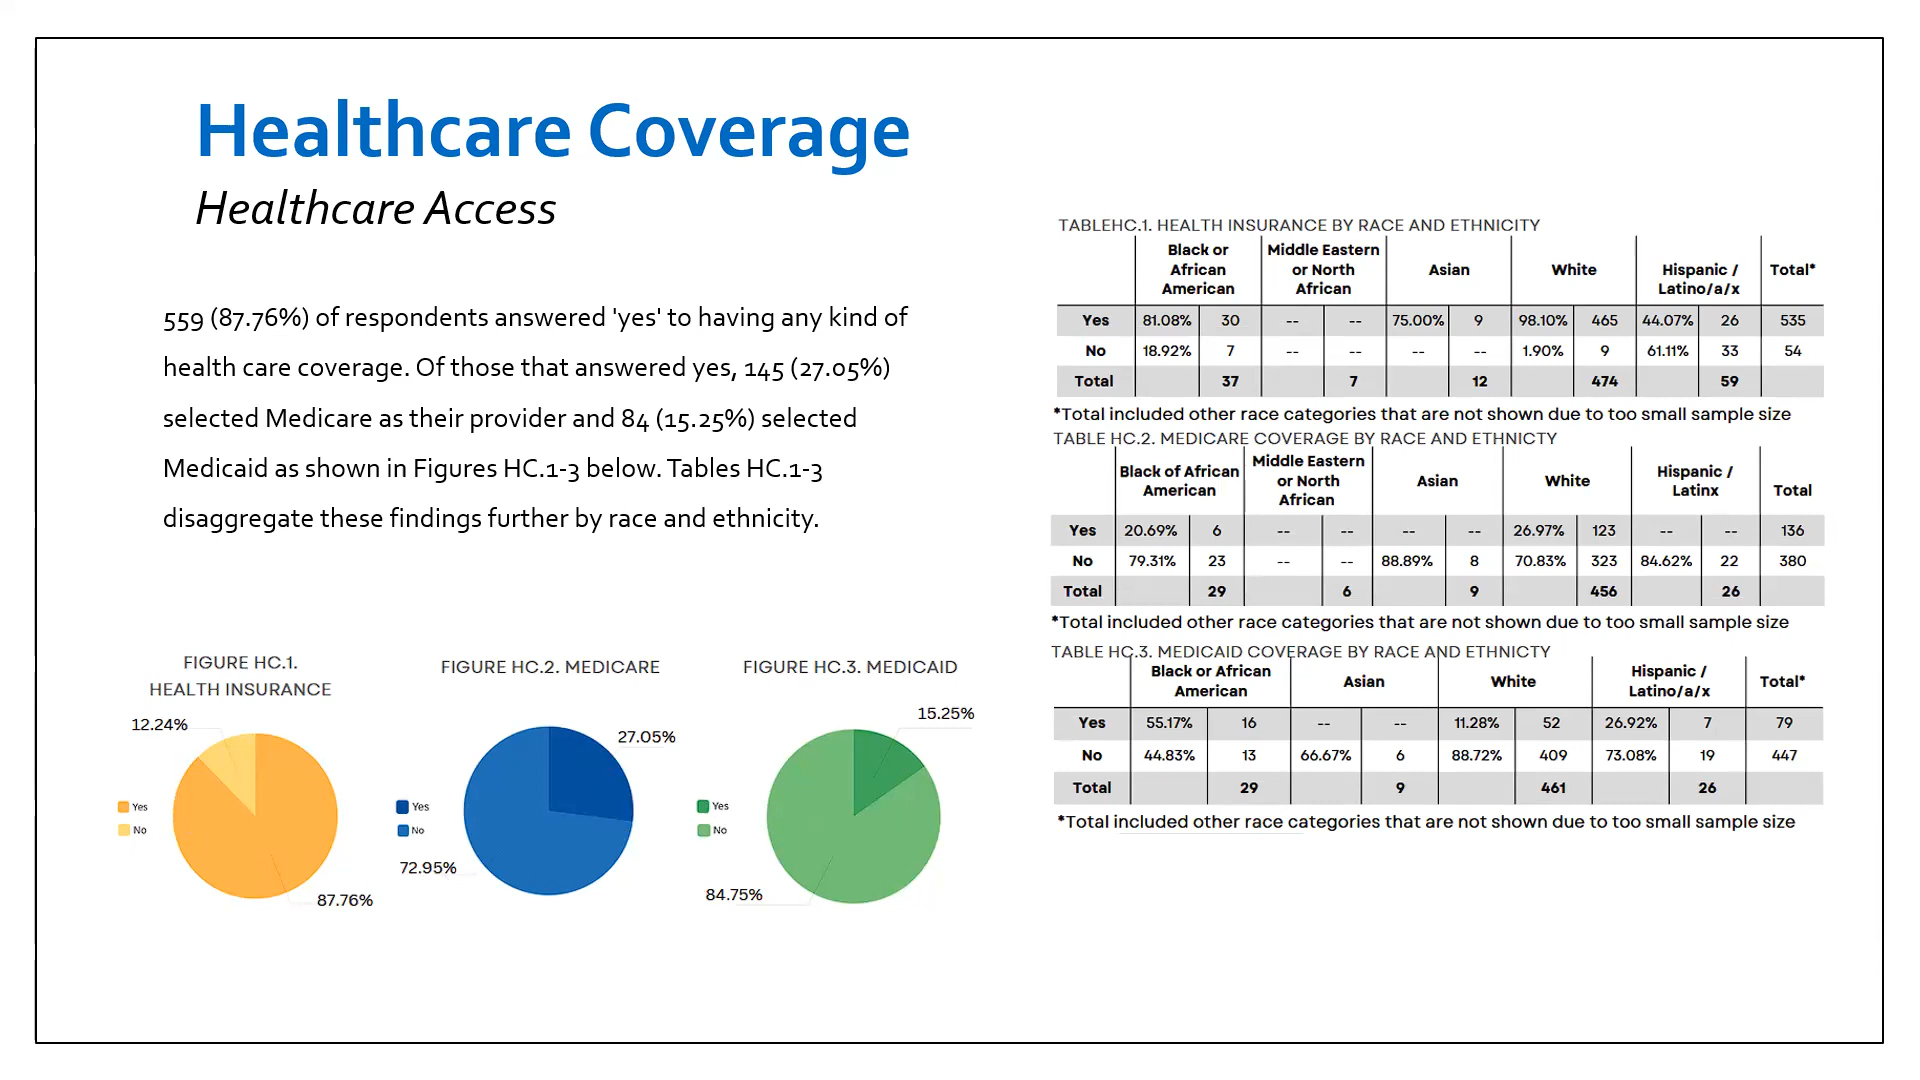 Healthcare Coverage
Healthcare Access
559 (87.76%) of respondents answered 'yes' to having any kind of
health care coverage. Of those that answered yes, 145 (27.05%)
selected Medicare as their provider and 84 (15.25%) selected
Medicaid as shown in Figures HC.1-3 below. Tables HC.1-3
disaggregate these findings further by race and ethnicity.
FIGURE HC.1.
HEALTH INSURANCE
12.24%
Yes
No
87.76%
FIGURE HC.2. MEDICARE
27.05%
Yes
No
72.95%
FIGURE HC.3. MEDICAID
15.25%
Yes
No
84.75%
TABLEHC.1. HEALTH INSURANCE BY RACE AND ETHNICITY
Black or African American Middle Eastern or North African Asian White Hispanic / Latino/a/x Total*
Yes 81.08% 30 -- -- 75.00% 9 98.10% 465 44.07% 26 535
No 18.92% 7 -- -- -- -- 1.90% 9 61.11% 33 54
Total 37 7 12 474 59
*Total included other race categories that are not shown due to too small sample size
TABLE HC.2. MEDICARE COVERAGE BY RACE AND ETHNICTY
Black of African American Middle Eastern or North African Asian White Hispanic / Latinx Total
Yes 20.69% 6 -- -- -- -- 26.97% 123 -- -- 136
No 79.31% 23 -- -- 88.89% 8 70.83% 323 84.62% 22 380
Total 29 6 9 456 26
*Total included other race categories that are not shown due to too small sample size
TABLE HC.3. MEDICAID COVERAGE BY RACE AND ETHNICTY
Black or African American Asian White Hispanic / Latino/a/x Total*
Yes 55.17% 16 -- -- 11.28% 52 26.92% 7 79
No 44.83% 13 66.67% 6 88.72% 409 73.08% 19 447
Total 29 9 461 26
*Total included other race categories that are not shown due to too small sample size